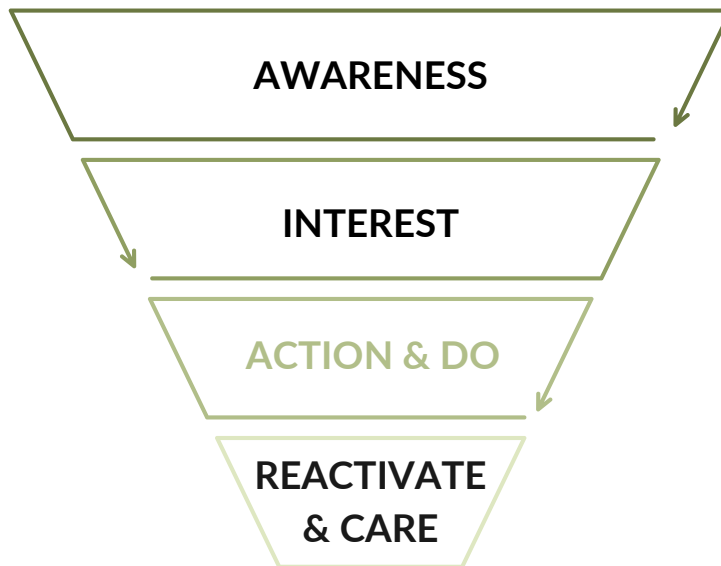 AWARENESS
INTEREST
ACTION & DO
REACTIVATE
& CARE